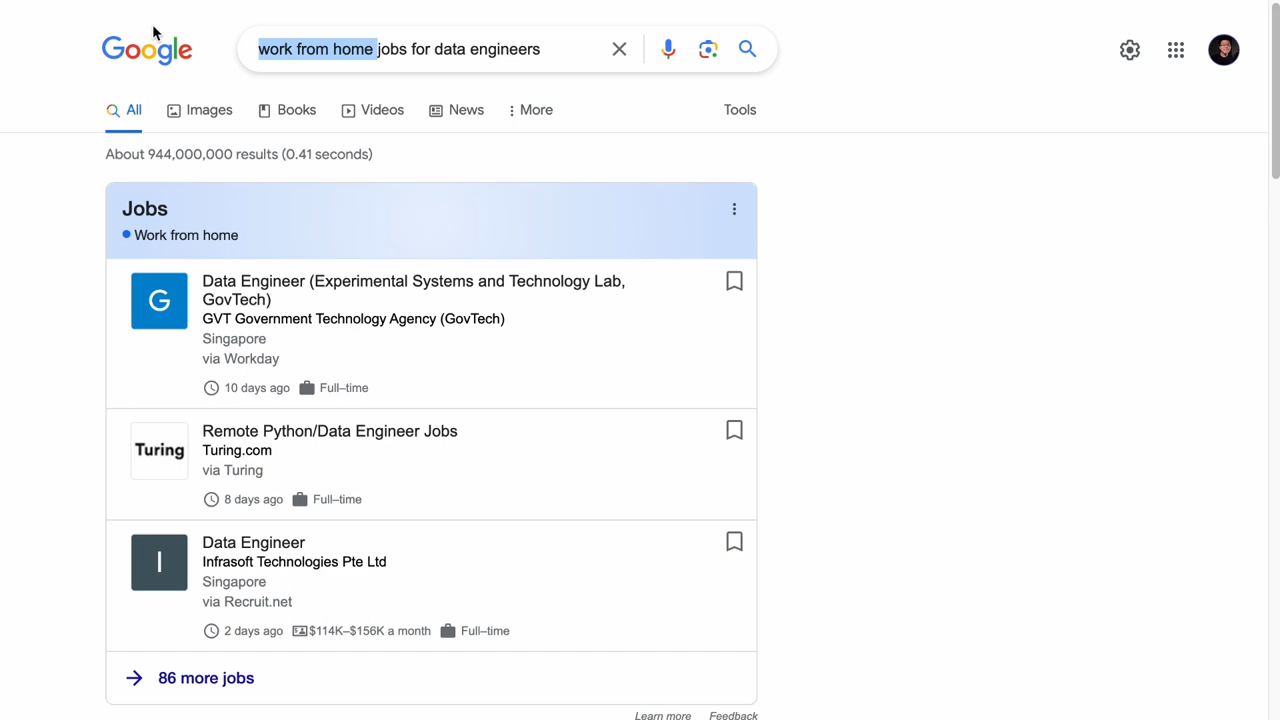 Google
work from home jobs for data engineers
All Images Books Videos News More Tools
About 944,000,000 results (0.41 seconds)
Jobs
Work from home
G
Data Engineer (Experimental Systems and Technology Lab,
GovTech)
GVT Government Technology Agency (GovTech)
Singapore
via Workday
10 days ago Full–time
Turing
Remote Python/Data Engineer Jobs
Turing.com
via Turing
8 days ago Full–time
I
Data Engineer
Infrasoft Technologies Pte Ltd
Singapore
via Recruit.net
2 days ago $114K–$156K a month Full–time
86 more jobs
Learn more Feedback